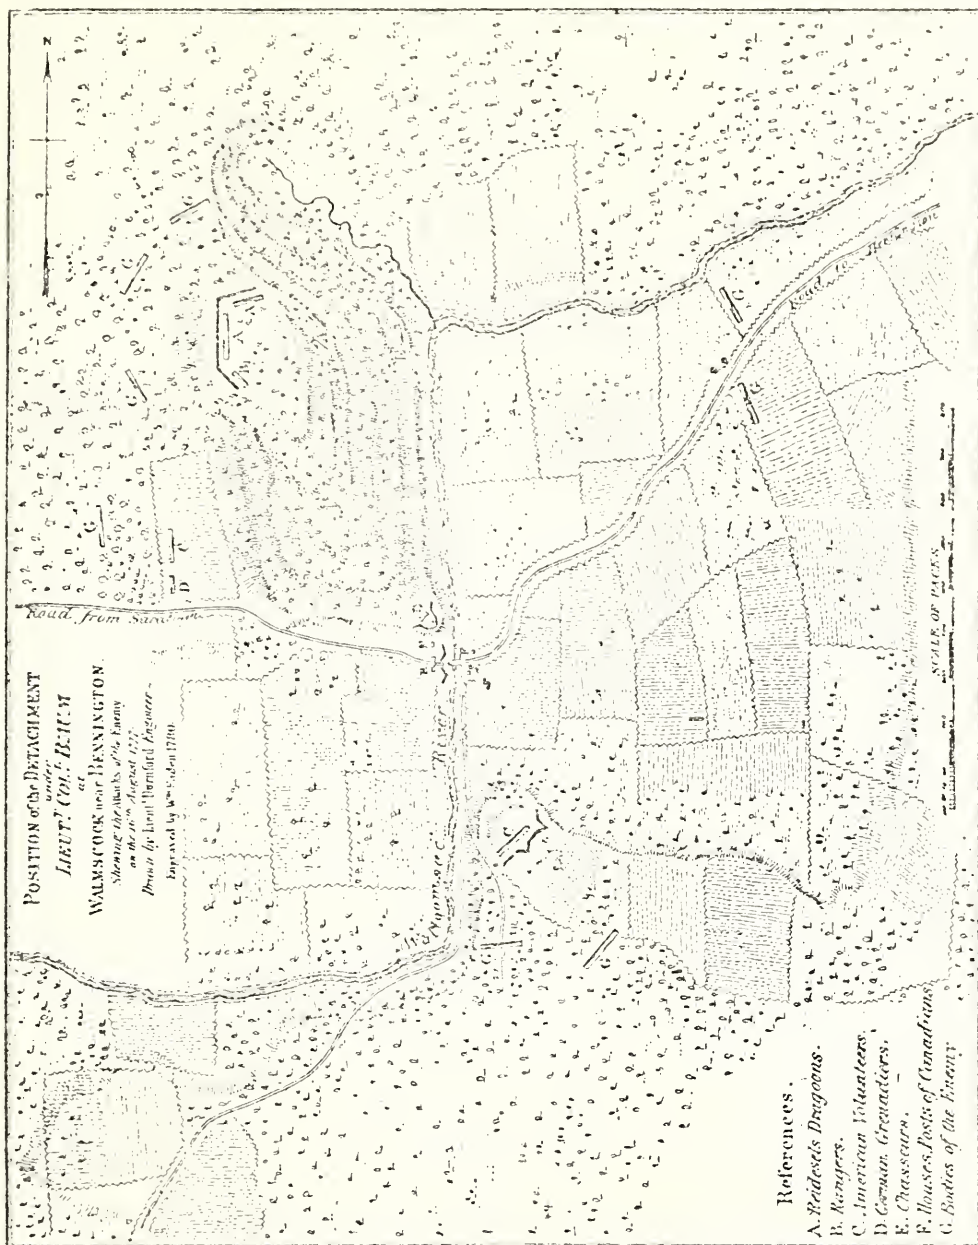 POSITION of the DETACHMENT
under
LIEUT.T COL.L BAUM
at
WALMSCOCK near BENNINGTON
Shewing the Attacks of the Enemy
on the 16th August 1777.
Drawn by Lieut. Durnford Engineer
Engraved by Wm Faden 1780.
Road from
River
Road to Bennington
SCALE OF PACES
References.
A. Reidesels Dragoons.
B. Rangers.
C. American Volunteers.
D. German Grenadiers.
E. Chasseurs.
F. Houses, Posts of Canadians.
G. Bodies of the Enemy